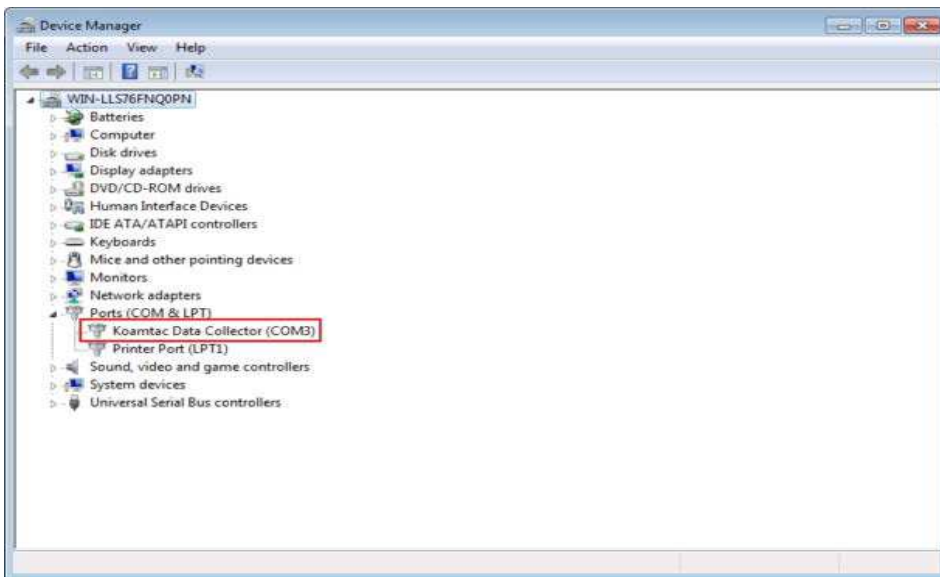 Device Manager
File Action View Help
WIN-LLS76FNQ0PN
Batteries
Computer
Disk drives
Display adapters
DVD/CD-ROM drives
Human Interface Devices
IDE ATA/ATAPI controllers
Keyboards
Mice and other pointing devices
Monitors
Network adapters
Ports (COM & LPT)
Koamtac Data Collector (COM3)
Printer Port (LPT1)
Sound, video and game controllers
System devices
Universal Serial Bus controllers